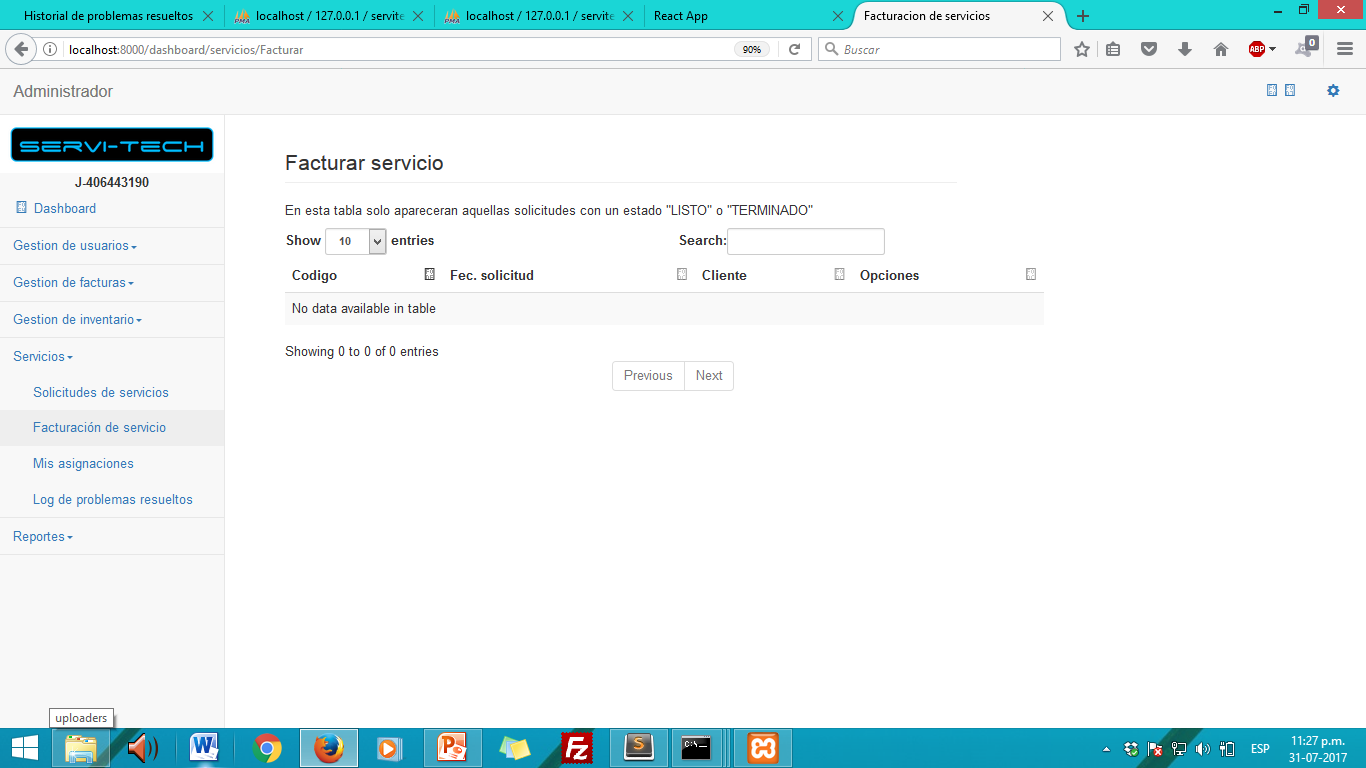 Historial de problemas resueltos
localhost / 127.0.0.1 / servite
localhost / 127.0.0.1 / servite
React App
Facturacion de servicios
localhost:8000/dashboard/servicios/Facturar
90%
Buscar
ABP
0
Administrador
SERVI-TECH
J-406443190
Dashboard
Gestion de usuarios
Gestion de facturas
Gestion de inventario
Servicios
Solicitudes de servicios
Facturación de servicio
Mis asignaciones
Log de problemas resueltos
Reportes
Facturar servicio
En esta tabla solo apareceran aquellas solicitudes con un estado "LISTO" o "TERMINADO"
Show 10 entries
Search:
Codigo Fec. solicitud Cliente Opciones
No data available in table
Showing 0 to 0 of 0 entries
Previous Next
uploaders
ESP
11:27 p.m.
31-07-2017